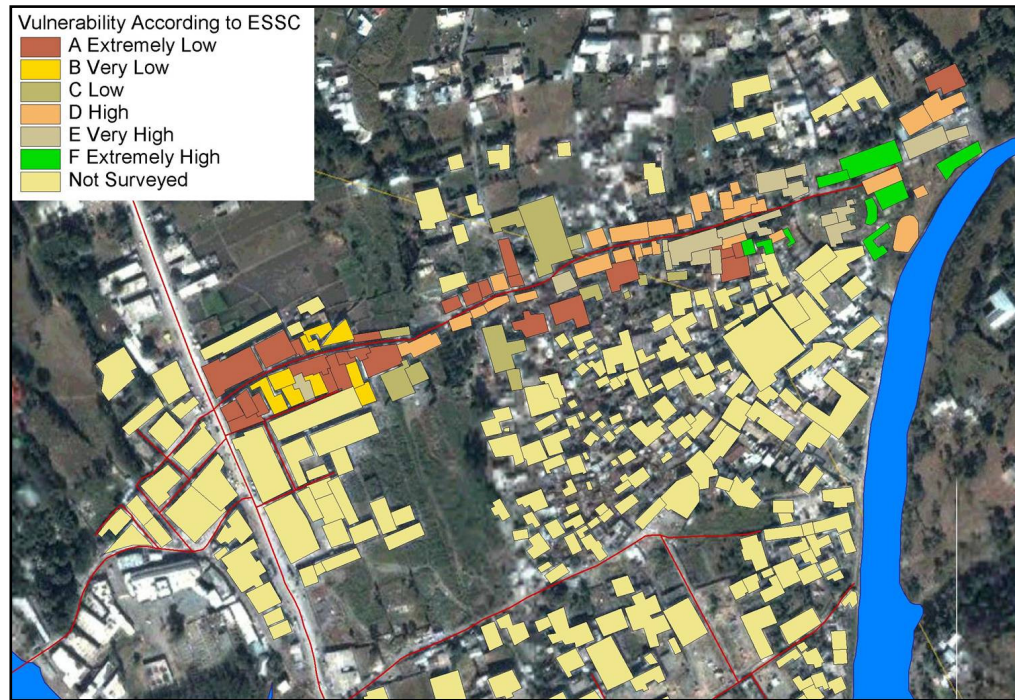 Vulnerability According to ESSC
A Extremely Low
B Very Low
C Low
D High
E Very High
F Extremely High
Not Surveyed